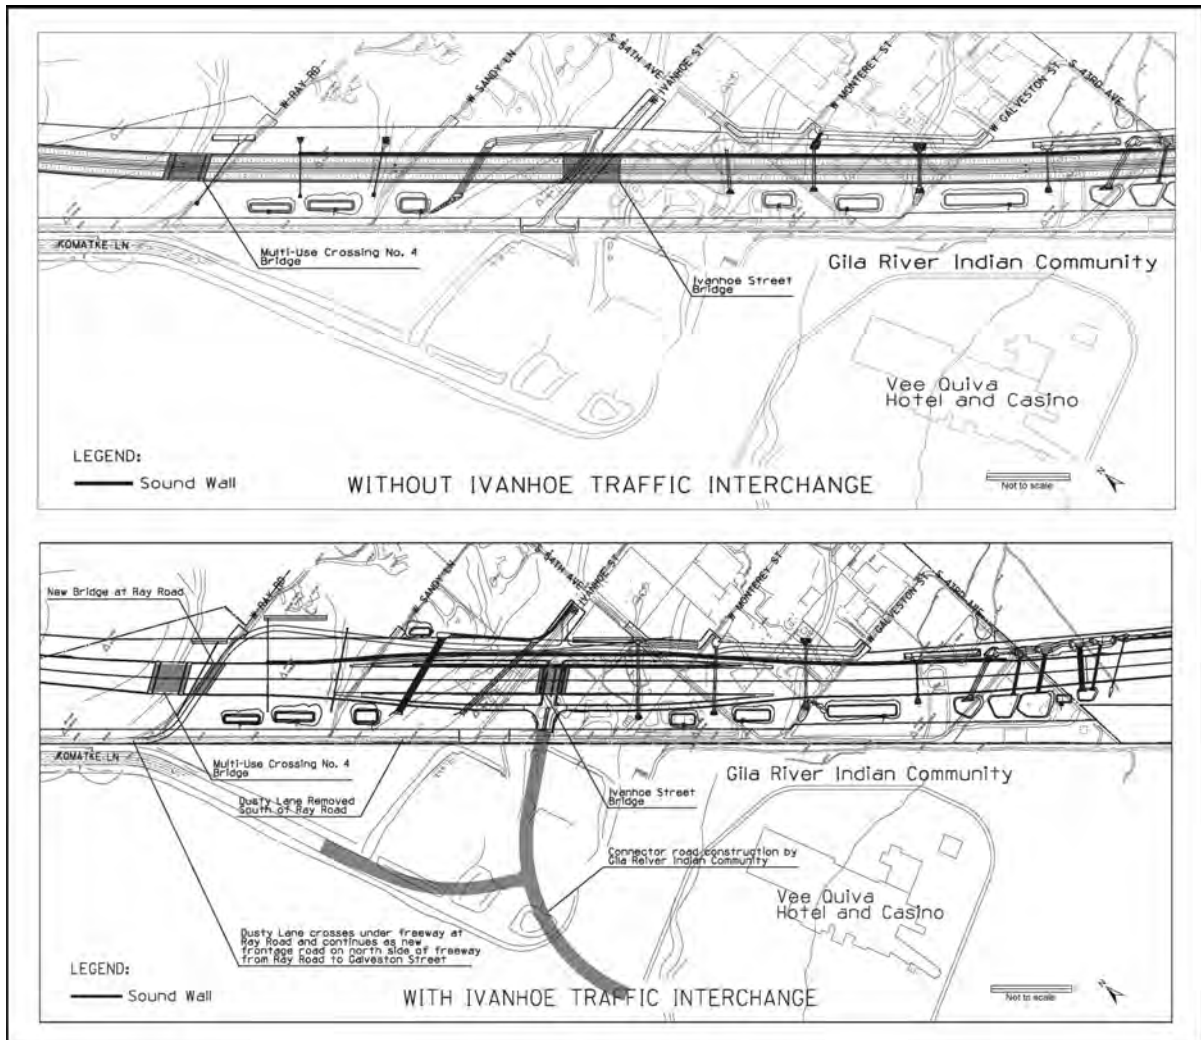 W RAY RD
W SANDY LN
S 54TH AVE
W IVANHOE ST
W MONTEREY ST
W GALVESTON ST
S 43RD AVE
KOMATKE LN
Multi-Use Crossing No. 4
Bridge
Ivanhoe Street
Bridge
Gila River Indian Community
Vee Quiva
Hotel and Casino
LEGEND:
Sound Wall
WITHOUT IVANHOE TRAFFIC INTERCHANGE
Not to scale
N
New Bridge at Ray Road
W RAY RD
W SANDY LN
S 54TH AVE
IVANHOE ST
W MONTEREY ST
W GALVESTON ST
S 43RD AVE
KOMATKE LN
Multi-Use Crossing No. 4
Bridge
Dusty Lane Removed
South of Ray Road
Ivanhoe Street
Bridge
Gila River Indian Community
Connector road construction by
Gila Reiver Indian Community
Vee Quiva
Hotel and Casino
Dusty Lane crosses under freeway at
Ray Road and continues as new
frontage road on north side of freeway
from Ray Road to Galveston Street
LEGEND:
Sound Wall
WITH IVANHOE TRAFFIC INTERCHANGE
Not to scale
N